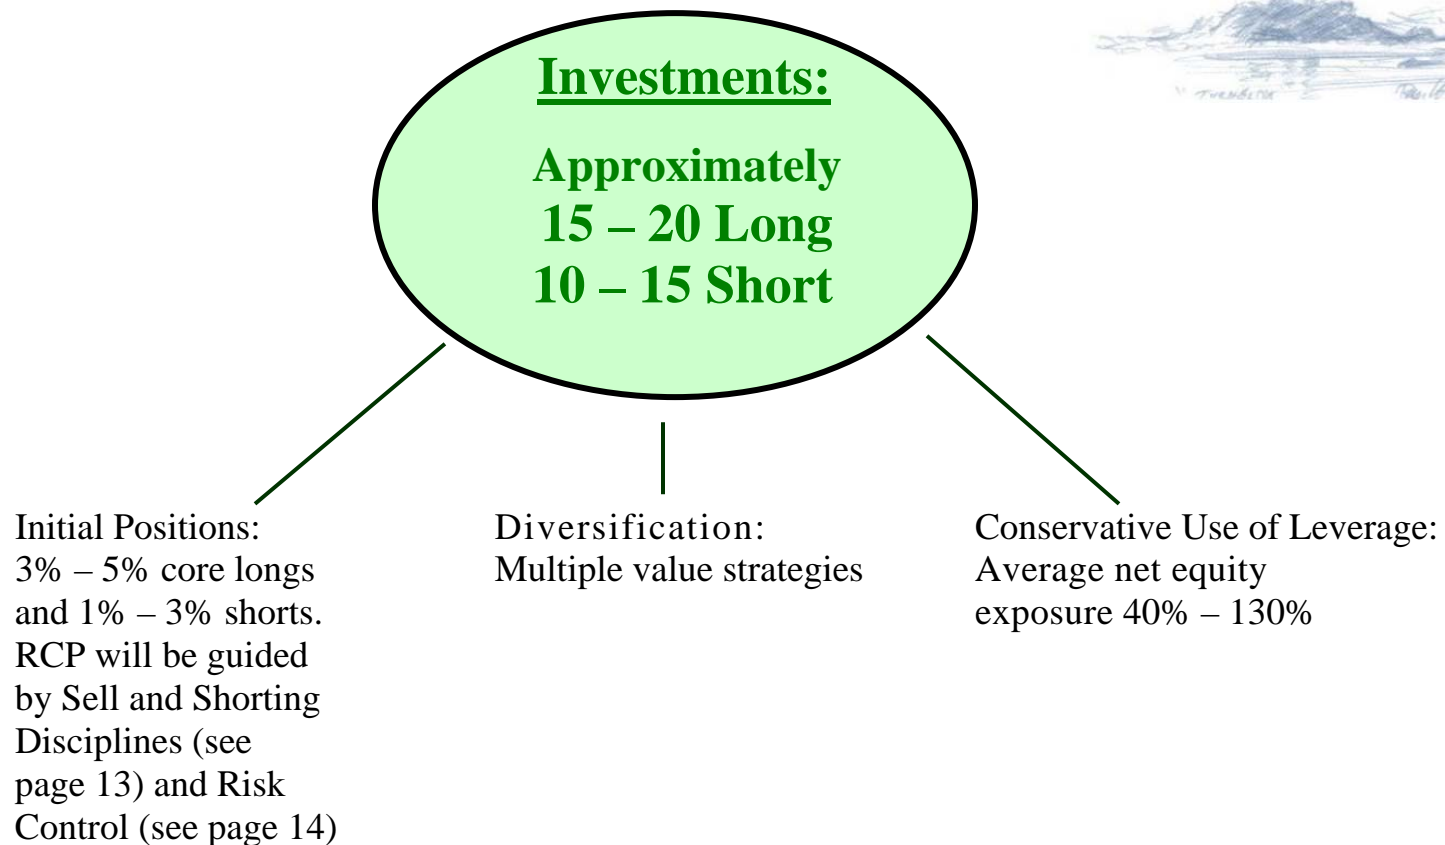 Investments:
Approximately
15 – 20 Long
10 – 15 Short
Initial Positions:
3% – 5% core longs
and 1% – 3% shorts.
RCP will be guided
by Sell and Shorting
Disciplines (see
page 13) and Risk
Control (see page 14)
Diversification:
Multiple value strategies
Conservative Use of Leverage:
Average net equity
exposure 40% – 130%